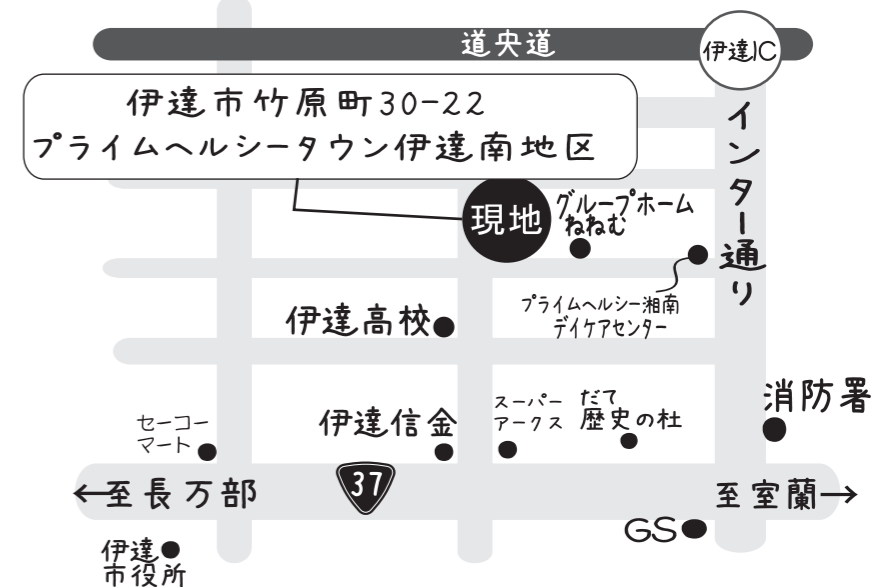 道央道
伊達IC
伊達市竹原町30-22
プライムヘルシータウン伊達南地区
インター通り
現地
グループホーム
ねねむ
プライムヘルシー湘南
デイケアセンター
伊達高校
セーコー
マート
伊達信金
スーパー
アークス
だて
歴史の杜
消防署
←至長万部
37
至室蘭→
GS
伊達
市役所